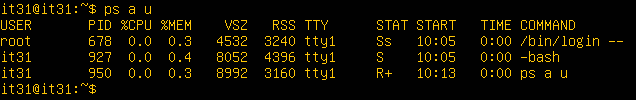 it31@it31:~$ ps a u
USER         PID %CPU %MEM    VSZ   RSS TTY      STAT START   TIME COMMAND
root         678  0.0  0.3   4532  3240 tty1     Ss   10:05   0:00 /bin/login --
it31         927  0.0  0.4   8052  4396 tty1     S    10:05   0:00 -bash
it31         950  0.0  0.3   8992  3160 tty1     R+   10:13   0:00 ps a u
it31@it31:~$